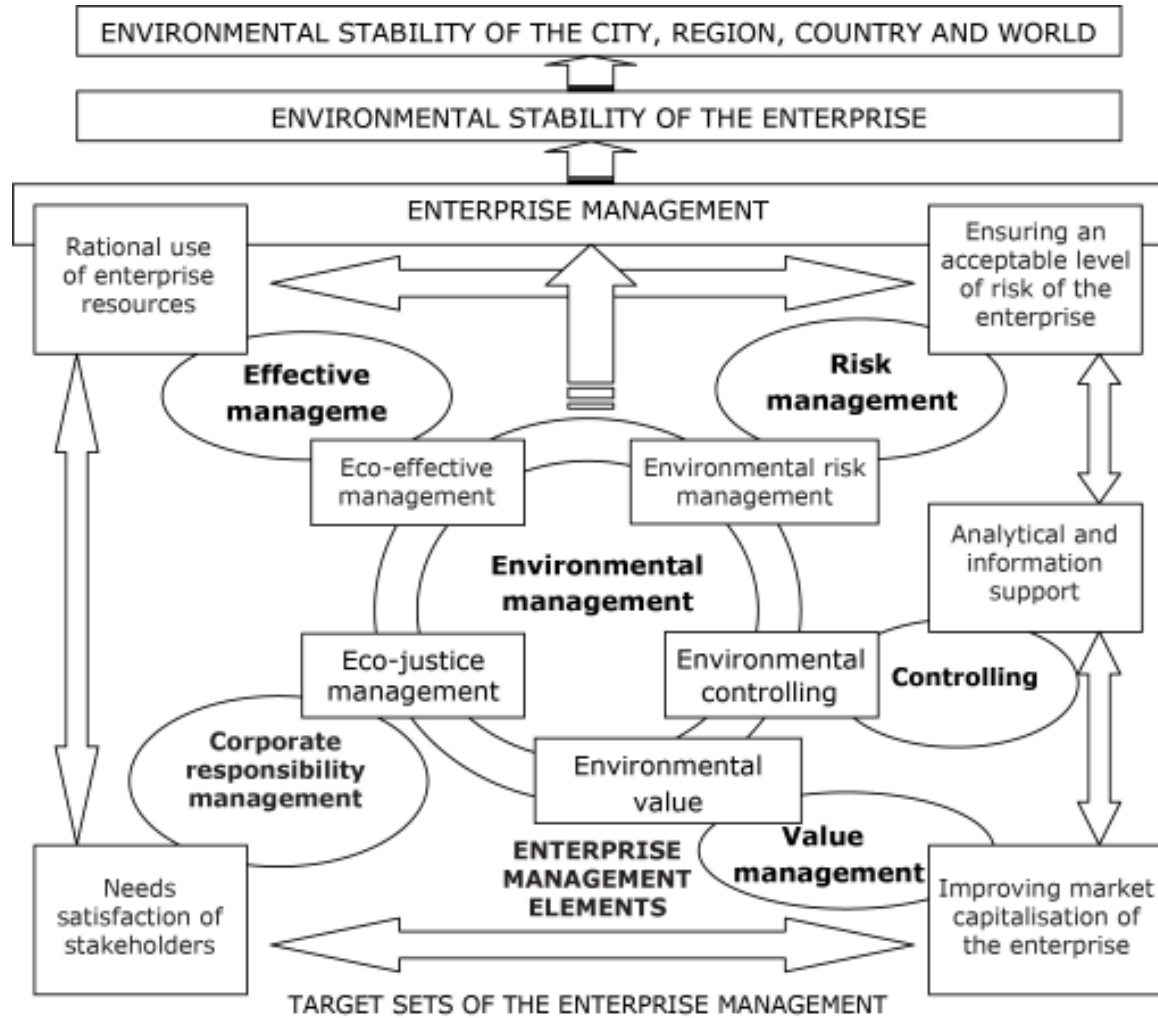 ENVIRONMENTAL STABILITY OF THE CITY, REGION, COUNTRY AND WORLD
ENVIRONMENTAL STABILITY OF THE ENTERPRISE
ENTERPRISE MANAGEMENT
Rational use
of enterprise
resources
Ensuring an
acceptable level
of risk of the
enterprise
Effective
manageme
Risk
management
Eco-effective
management
Environmental risk
management
Environmental
management
Analytical and
information
support
Eco-justice
management
Environmental
controlling
Controlling
Corporate
responsibility
management
Environmental
value
Value
management
ENTERPRISE
MANAGEMENT
ELEMENTS
Needs
satisfaction of
stakeholders
Improving market
capitalisation of
the enterprise
TARGET SETS OF THE ENTERPRISE MANAGEMENT